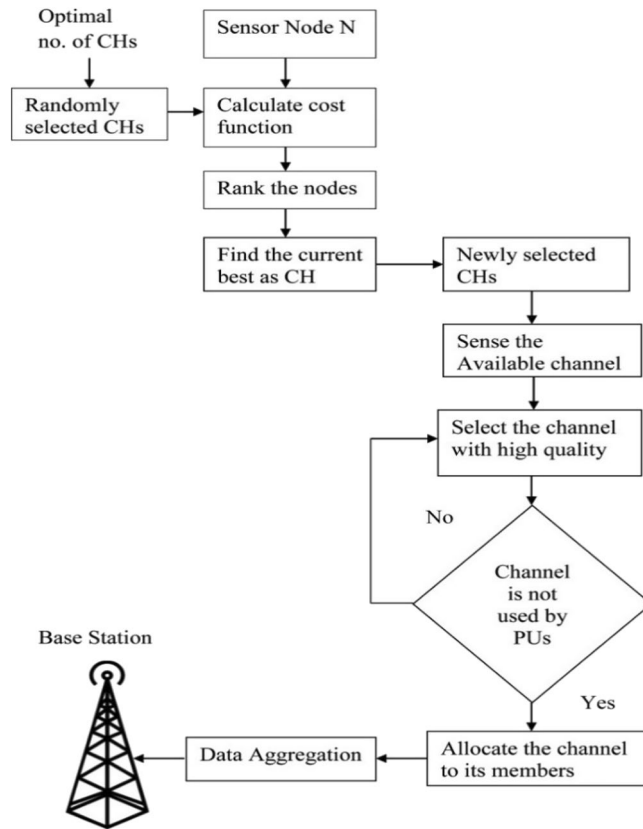 Optimal
no. of CHs
Sensor Node N
Randomly
selected CHs
Calculate cost
function
Rank the nodes
Find the current
best as CH
Newly selected
CHs
Sense the
Available channel
Select the channel
with high quality
No
Channel
is not
used by
PUs
Yes
Allocate the channel
to its members
Data Aggregation
Base Station